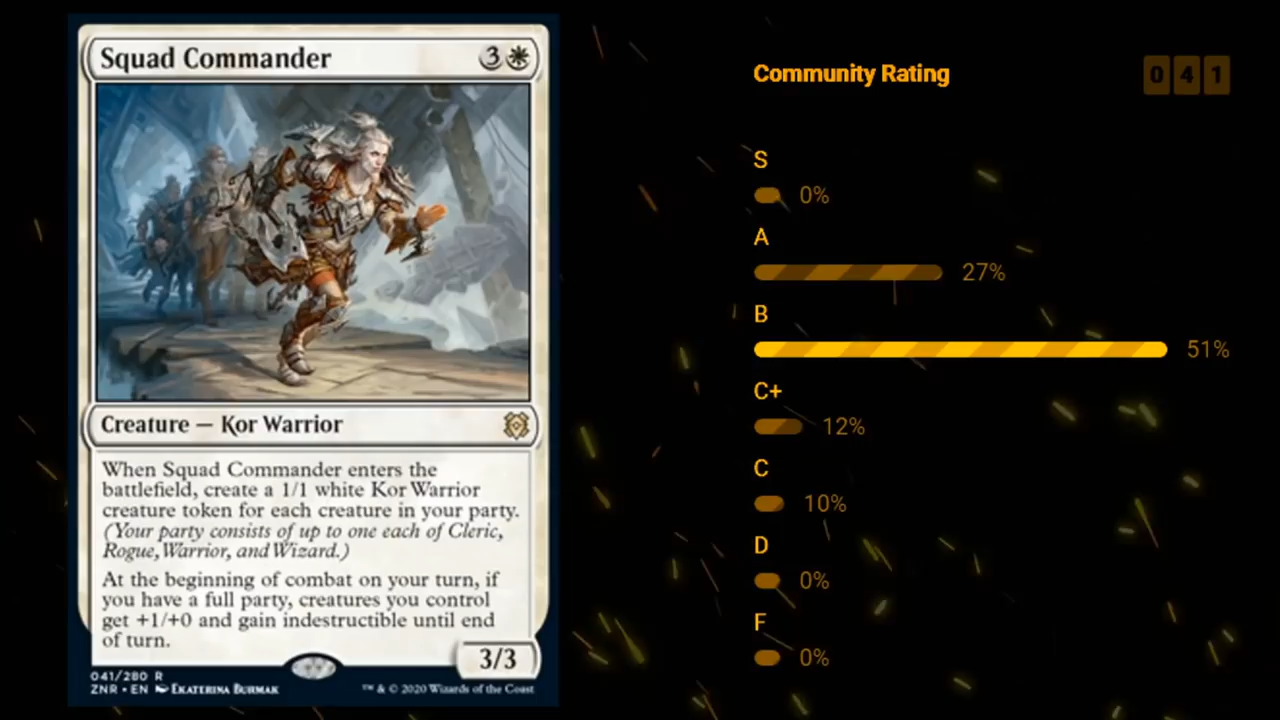 Squad Commander 3
Creature — Kor Warrior
When Squad Commander enters the
battlefield, create a 1/1 white Kor Warrior
creature token for each creature in your party.
(Your party consists of up to one each of Cleric,
Rogue, Warrior, and Wizard.)
At the beginning of combat on your turn, if
you have a full party, creatures you control
get +1/+0 and gain indestructible until end
of turn.
3/3
041/280 R
ZNR • EN Ekaterina Burmak
™ & © 2020 Wizards of the Coast
Community Rating
0 4 1
S
0%
A
27%
B
51%
C+
12%
C
10%
D
0%
F
0%